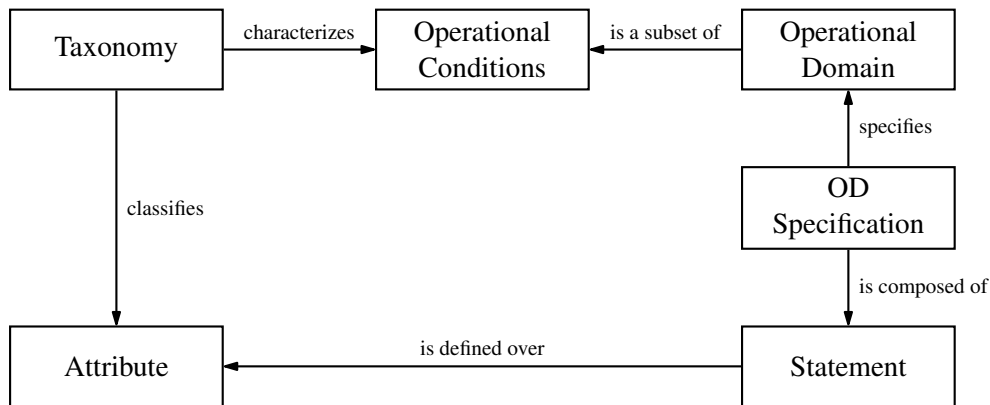 Taxonomy
characterizes
Operational
Conditions
is a subset of
Operational
Domain
specifies
OD
Specification
classifies
is composed of
Attribute
is defined over
Statement